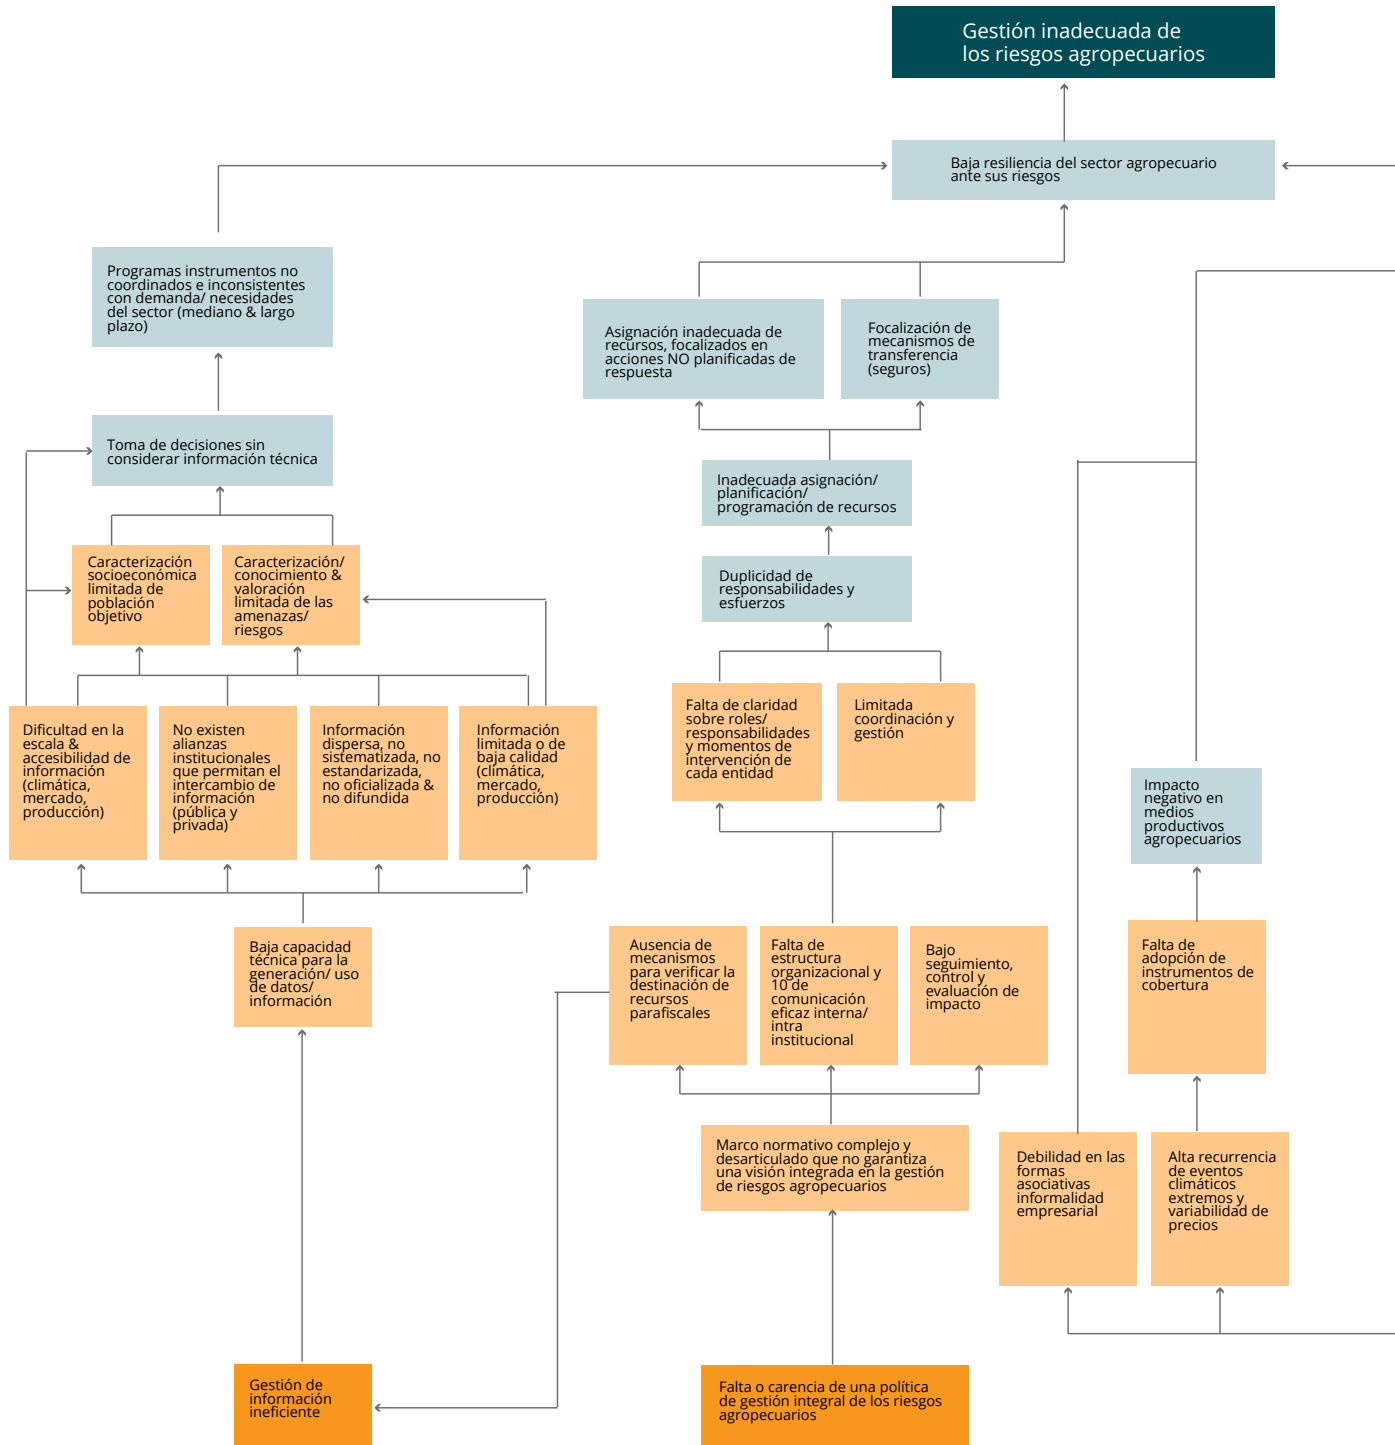 Gestión inadecuada de
los riesgos agropecuarios
Baja resiliencia del sector agropecuario
ante sus riesgos
Programas instrumentos no
coordinados e inconsistentes
con demanda/ necesidades
del sector (mediano & largo
plazo)
Asignación inadecuada de
recursos, focalizados en
acciones NO planificadas de
respuesta
Focalización de
mecanismos de
transferencia
(seguros)
Toma de decisiones sin
considerar información técnica
Inadecuada asignación/
planificación/
programación de recursos
Caracterización
socioeconómica
limitada de
población
objetivo
Caracterización/
conocimiento &
valoración
limitada de las
amenazas/
riesgos
Duplicidad de
responsabilidades y
esfuerzos
Dificultad en la
escala &
accesibilidad de
información
(climática,
mercado,
producción)
No existen
alianzas
institucionales
que permitan el
intercambio de
información
(pública y
privada)
Información
dispersa, no
sistematizada, no
estandarizada,
no oficializada &
no difundida
Información
limitada o de
baja calidad
(climática,
mercado,
producción)
Falta de claridad
sobre roles/
responsabilidades
y momentos de
intervención de
cada entidad
Limitada
coordinación y
gestión
Impacto
negativo en
medios
productivos
agropecuarios
Baja capacidad
técnica para la
generación/ uso
de datos/
información
Ausencia de
mecanismos
para verificar la
destinación de
recursos
parafiscales
Falta de
estructura
organizacional y
10 de
comunicación
eficaz interna/
intra
institucional
Bajo
seguimiento,
control y
evaluación de
impacto
Falta de
adopción de
instrumentos de
cobertura
Marco normativo complejo y
desarticulado que no garantiza
una visión integrada en la gestión
de riesgos agropecuarios
Debilidad en las
formas
asociativas
informalidad
empresarial
Alta recurrencia
de eventos
climáticos
extremos y
variabilidad de
precios
Gestión de
información
ineficiente
Falta o carencia de una política
de gestión integral de los riesgos
agropecuarios